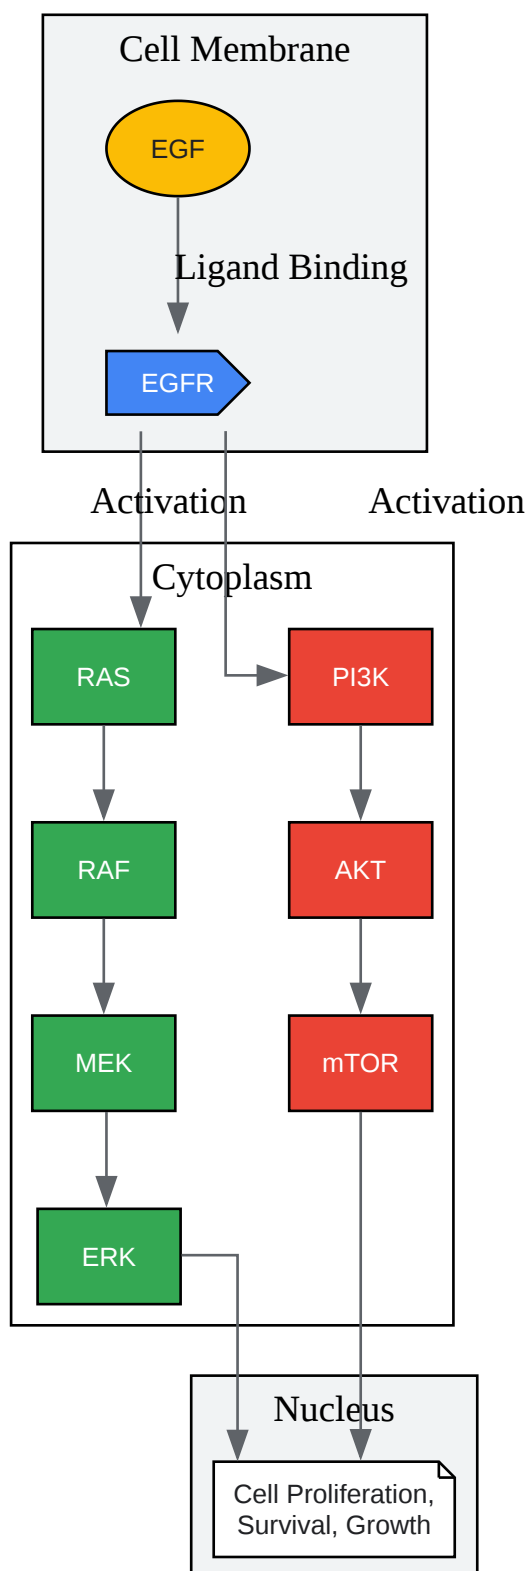 Cell Membrane
EGF
Ligand Binding
EGFR
Activation
Activation
Cytoplasm
RAS
PI3K
RAF
AKT
MEK
mTOR
ERK
Nucleus
Cell Proliferation,
Survival, Growth